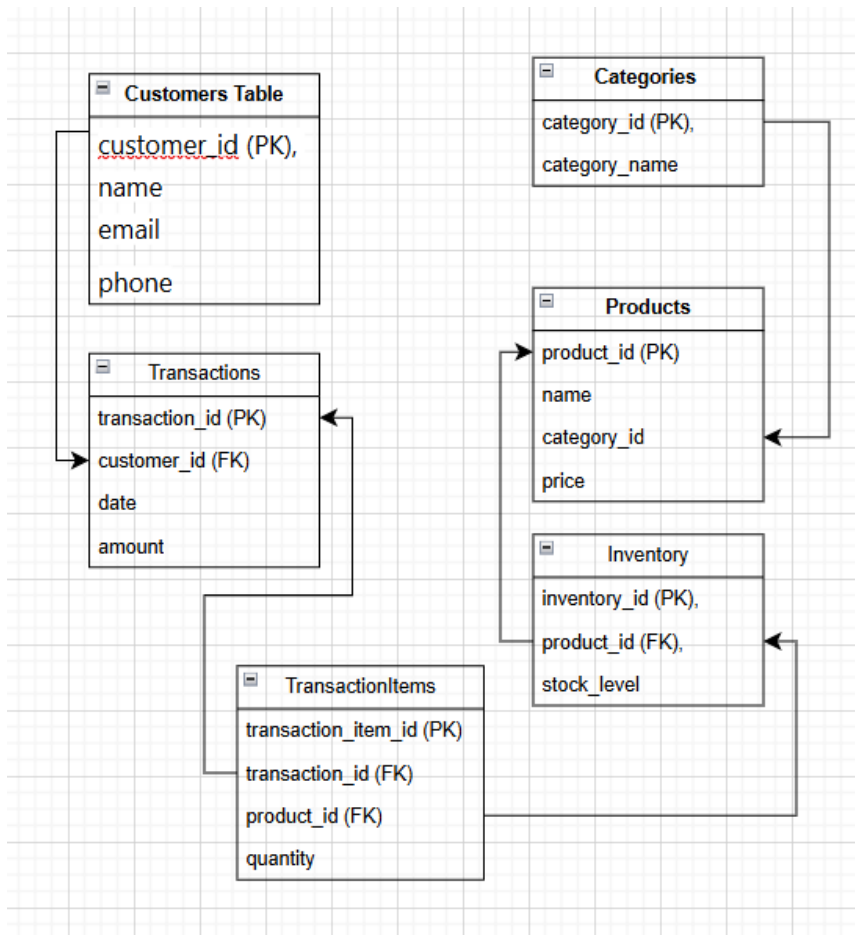 Customers Table
customer_id (PK),
name
email
phone
Categories
category_id (PK),
category_name
Transactions
transaction_id (PK)
customer_id (FK)
date
amount
Products
product_id (PK)
name
category_id
price
Inventory
inventory_id (PK),
product_id (FK),
stock_level
TransactionItems
transaction_item_id (PK)
transaction_id (FK)
product_id (FK)
quantity